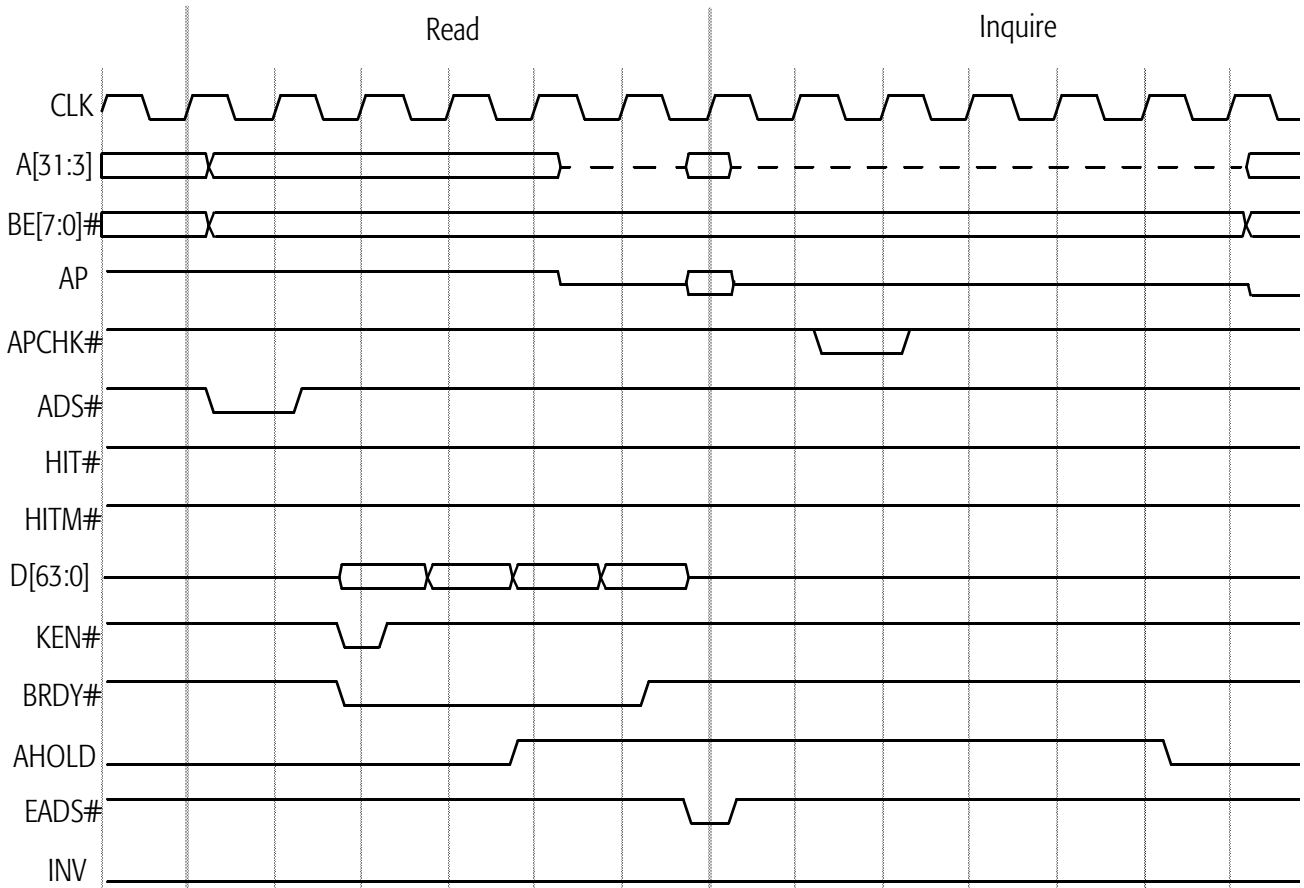 Read
Inquire
CLK
A[31:3]
BE[7:0]#
AP
APCHK#
ADS#
HIT#
HITM#
D[63:0]
KEN#
BRDY#
AHOLD
EADS#
INV